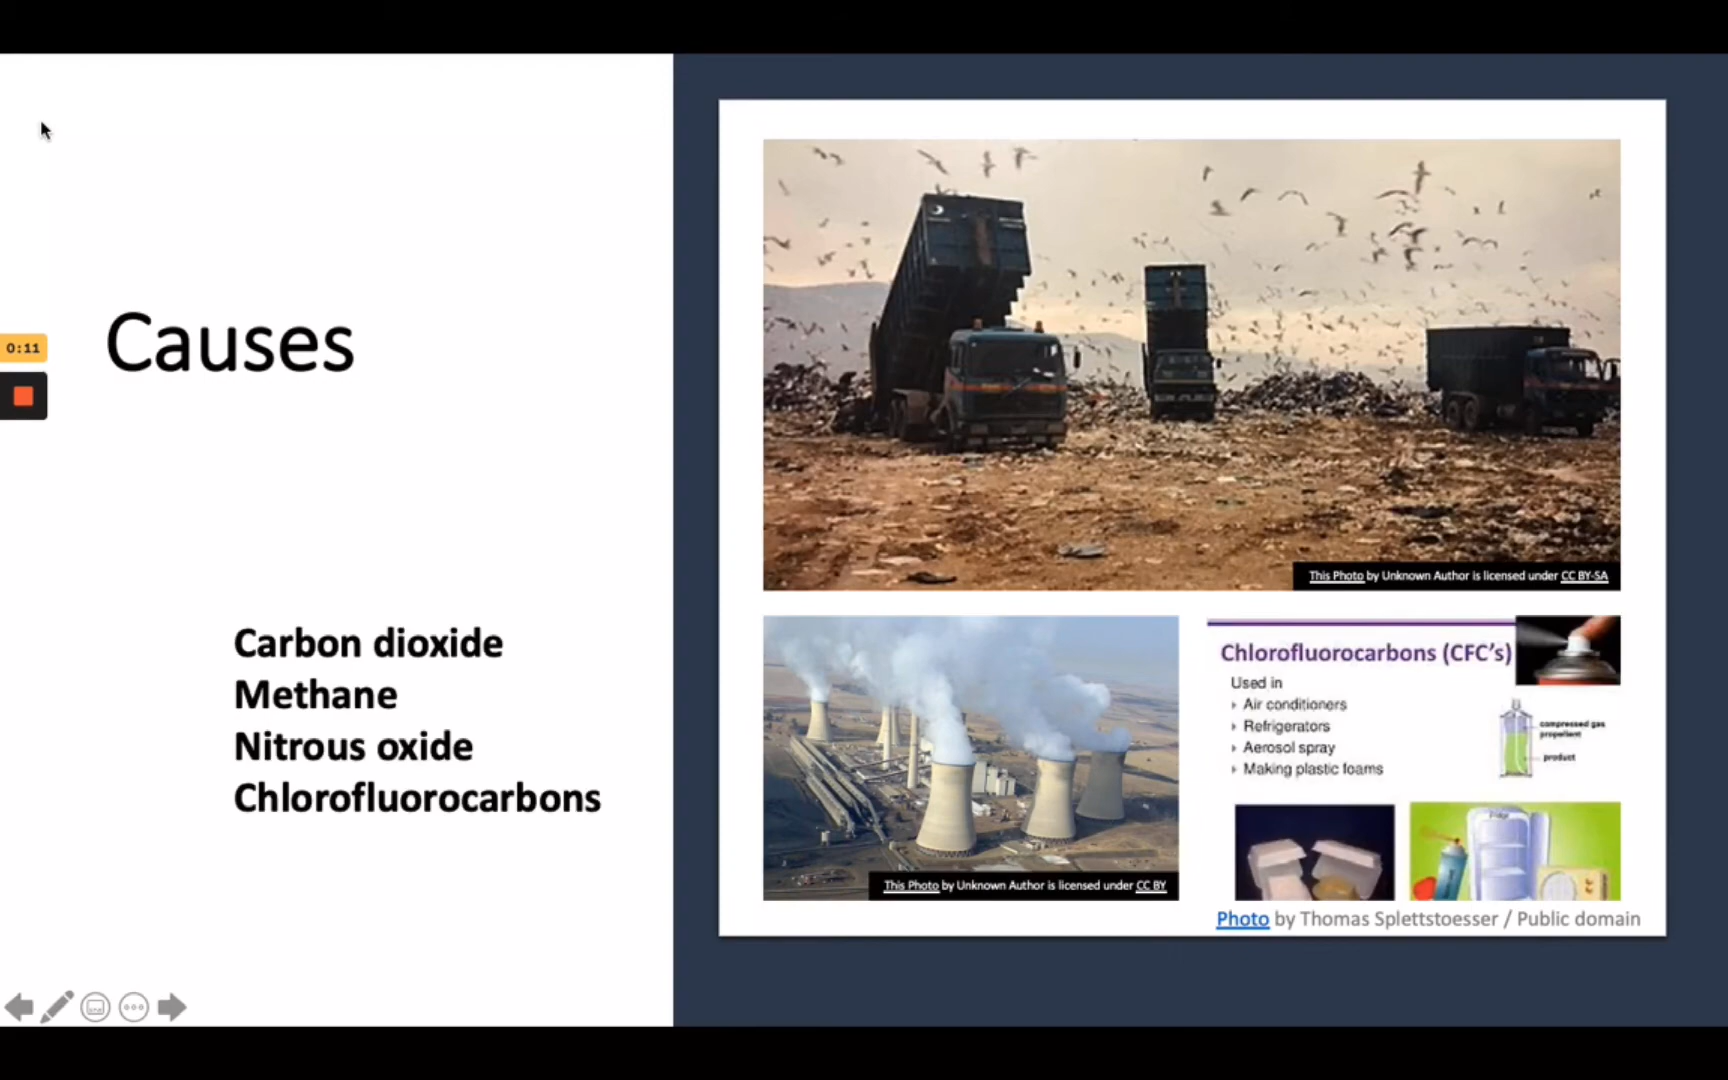 0:11
Causes
Carbon dioxide
Methane
Nitrous oxide
Chlorofluorocarbons
This Photo by Unknown Author is licensed under CC BY-SA
This Photo by Unknown Author is licensed under CC BY
Chlorofluorocarbons (CFC's)
Used in
Air conditioners
Refrigerators
Aerosol spray
Making plastic foams
compressed gas
propellent
product
Photo by Thomas Splettstoesser / Public domain